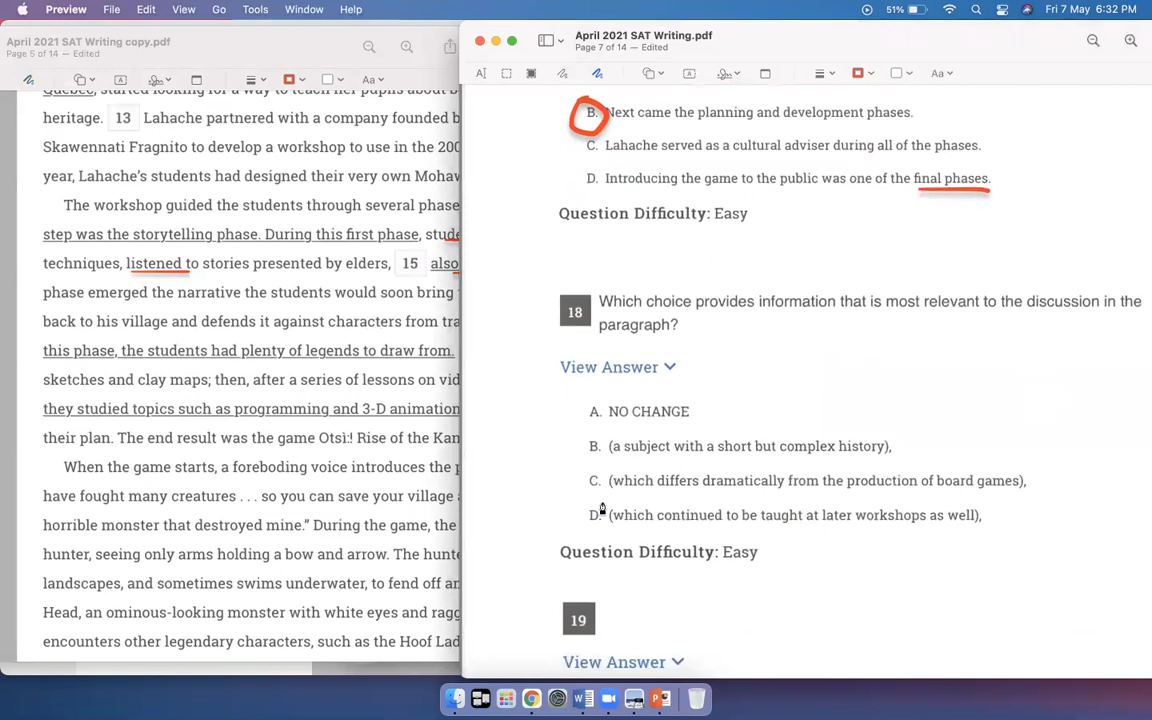 Preview File Edit View Go Tools Window Help 51% Fri 7 May 6:32 PM
April 2021 SAT Writing copy.pdf
Page 5 of 14 — Edited
Aa
Quebec, started looking for a way to teach her pupils about
heritage. 13 Lahache partnered with a company founded b
Skawennati Fragnito to develop a workshop to use in the 200
year, Lahache's students had designed their very own Mohaw
The workshop guided the students through several phase
step was the storytelling phase. During this first phase, stude
techniques, listened to stories presented by elders, 15 also
phase emerged the narrative the students would soon bring
back to his village and defends it against characters from tra
this phase, the students had plenty of legends to draw from.
sketches and clay maps; then, after a series of lessons on vid
they studied topics such as programming and 3-D animation
their plan. The end result was the game Otsi:! Rise of the Kan
When the game starts, a foreboding voice introduces the p
have fought many creatures . . . so you can save your village a
horrible monster that destroyed mine." During the game, the
hunter, seeing only arms holding a bow and arrow. The hunte
landscapes, and sometimes swims underwater, to fend off an
Head, an ominous-looking monster with white eyes and ragg
encounters other legendary characters, such as the Hoof Lad
April 2021 SAT Writing.pdf
Page 7 of 14 — Edited
Aa
B. Next came the planning and development phases.
C. Lahache served as a cultural adviser during all of the phases.
D. Introducing the game to the public was one of the final phases.
Question Difficulty: Easy
18 Which choice provides information that is most relevant to the discussion in the
paragraph?
View Answer
A. NO CHANGE
B. (a subject with a short but complex history),
C. (which differs dramatically from the production of board games),
D. (which continued to be taught at later workshops as well),
Question Difficulty: Easy
19
View Answer